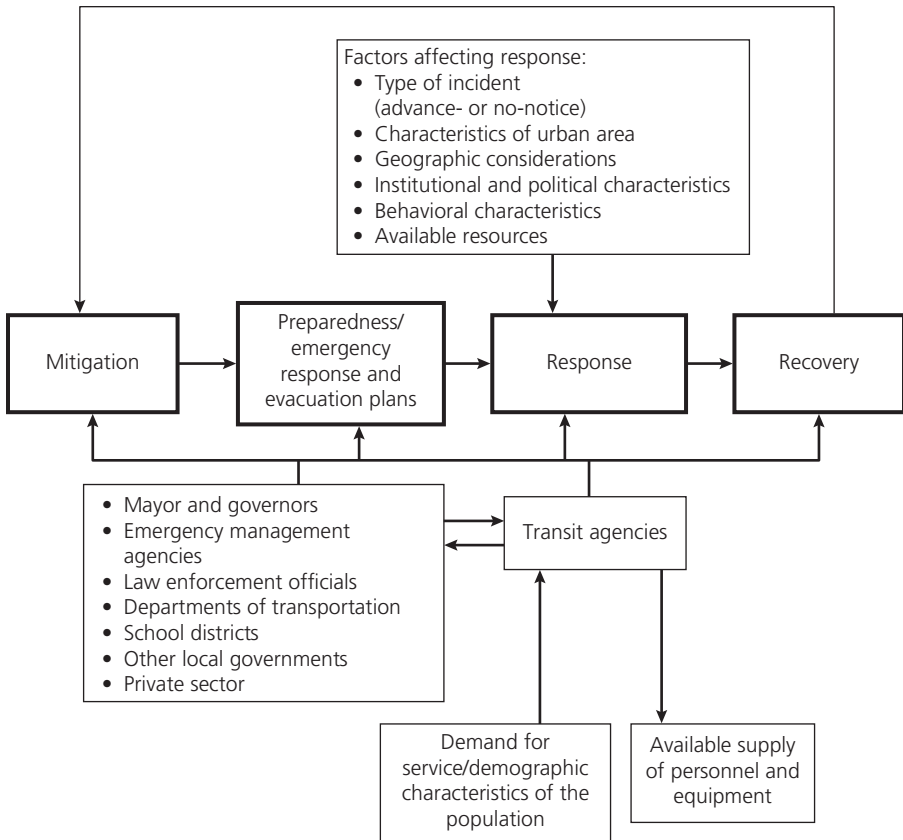 Factors affecting response:
• Type of incident
(advance- or no-notice)
• Characteristics of urban area
• Geographic considerations
• Institutional and political characteristics
• Behavioral characteristics
• Available resources
Mitigation
Preparedness/
emergency
response and
evacuation plans
Response
Recovery
• Mayor and governors
• Emergency management
agencies
• Law enforcement officials
• Departments of transportation
• School districts
• Other local governments
• Private sector
Transit agencies
Demand for
service/demographic
characteristics of the
population
Available supply
of personnel and
equipment